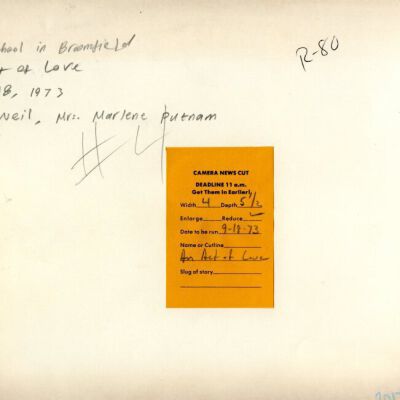 hool in Broomfield
R-80
t of Love
18, 1973
Neil, Mrs. Marlene Putnam
#4
CAMERA NEWS CUT
DEADLINE 11 a.m.
Get Them in Earlier!
Width 4 Depth 5 1/2
Enlarge Reduce ✓
Date to be run 9-18-73
Name or Cutline
An Act of Love
Slug of story